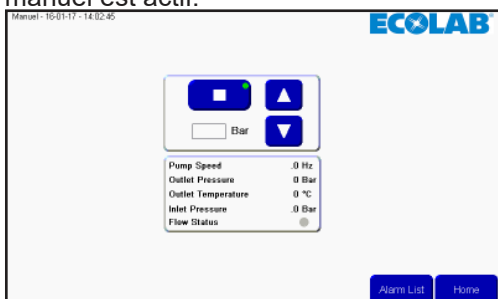 manuel est actif.
Manuel - 16-01-17 - 14:02:45
ECOLAB®
Bar
Pump Speed .0 Hz
Outlet Pressure 0 Bar
Outlet Temperature 0 °C
Inlet Pressure .0 Bar
Flow Status
Alarm List Home